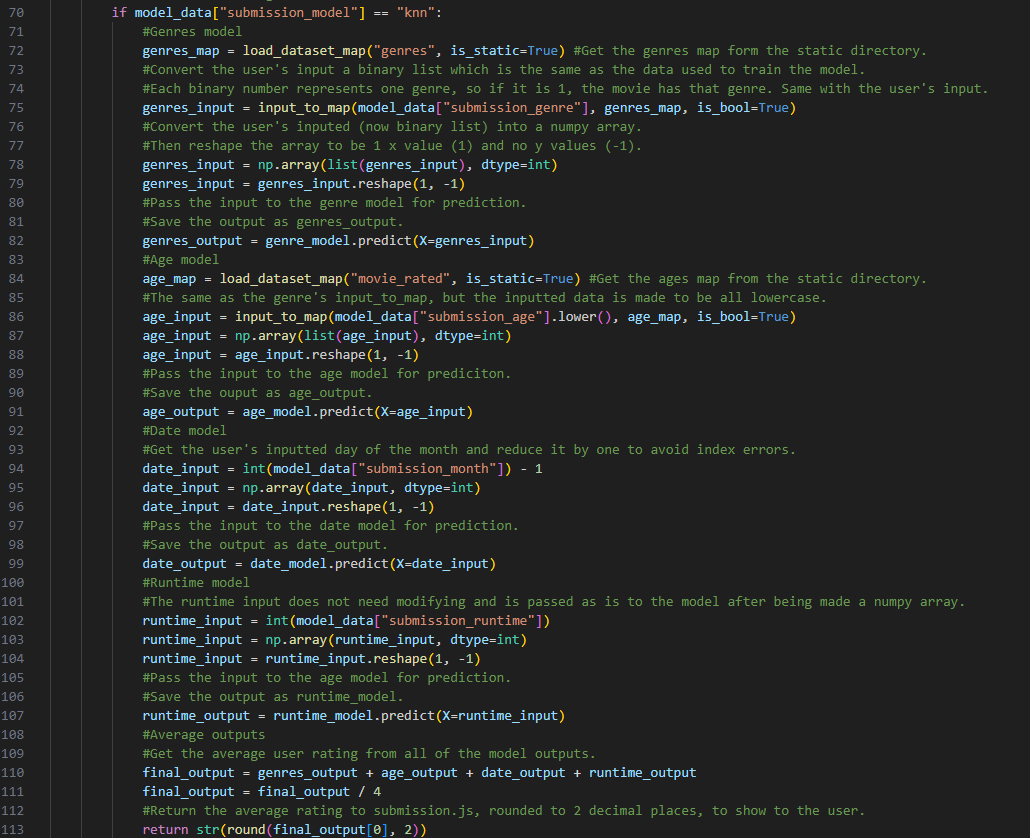 70 if model_data["submission_model"] == "knn":
71 #Genres model
72 genres_map = load_dataset_map("genres", is_static=True) #Get the genres map form the static directory.
73 #Convert the user's input a binary list which is the same as the data used to train the model.
74 #Each binary number represents one genre, so if it is 1, the movie has that genre. Same with the user's input.
75 genres_input = input_to_map(model_data["submission_genre"], genres_map, is_bool=True)
76 #Convert the user's inputed (now binary list) into a numpy array.
77 #Then reshape the array to be 1 x value (1) and no y values (-1).
78 genres_input = np.array(list(genres_input), dtype=int)
79 genres_input = genres_input.reshape(1, -1)
80 #Pass the input to the genre model for prediction.
81 #Save the output as genres_output.
82 genres_output = genre_model.predict(X=genres_input)
83 #Age model
84 age_map = load_dataset_map("movie_rated", is_static=True) #Get the ages map from the static directory.
85 #The same as the genre's input_to_map, but the inputted data is made to be all lowercase.
86 age_input = input_to_map(model_data["submission_age"].lower(), age_map, is_bool=True)
87 age_input = np.array(list(age_input), dtype=int)
88 age_input = age_input.reshape(1, -1)
89 #Pass the input to the age model for prediciton.
90 #Save the ouput as age_output.
91 age_output = age_model.predict(X=age_input)
92 #Date model
93 #Get the user's inputted day of the month and reduce it by one to avoid index errors.
94 date_input = int(model_data["submission_month"]) - 1
95 date_input = np.array(date_input, dtype=int)
96 date_input = date_input.reshape(1, -1)
97 #Pass the input to the date model for prediction.
98 #Save the output as date_output.
99 date_output = date_model.predict(X=date_input)
100 #Runtime model
101 #The runtime input does not need modifying and is passed as is to the model after being made a numpy array.
102 runtime_input = int(model_data["submission_runtime"])
103 runtime_input = np.array(runtime_input, dtype=int)
104 runtime_input = runtime_input.reshape(1, -1)
105 #Pass the input to the age model for prediction.
106 #Save the output as runtime_model.
107 runtime_output = runtime_model.predict(X=runtime_input)
108 #Average outputs
109 #Get the average user rating from all of the model outputs.
110 final_output = genres_output + age_output + date_output + runtime_output
111 final_output = final_output / 4
112 #Return the average rating to submission.js, rounded to 2 decimal places, to show to the user.
113 return str(round(final_output[0], 2))